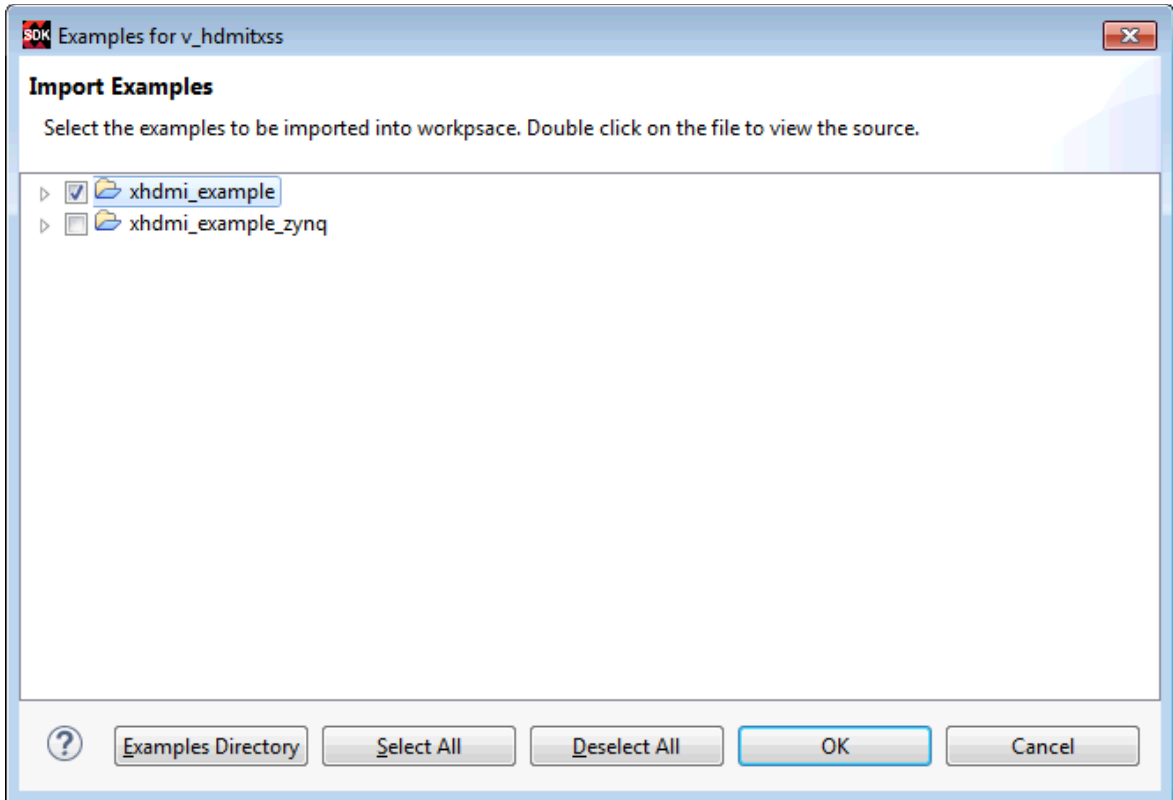 SDK Examples for v_hdmitxss
Import Examples
Select the examples to be imported into workpsace. Double click on the file to view the source.
xhdmi_example
xhdmi_example_zynq
? Examples Directory Select All Deselect All OK Cancel